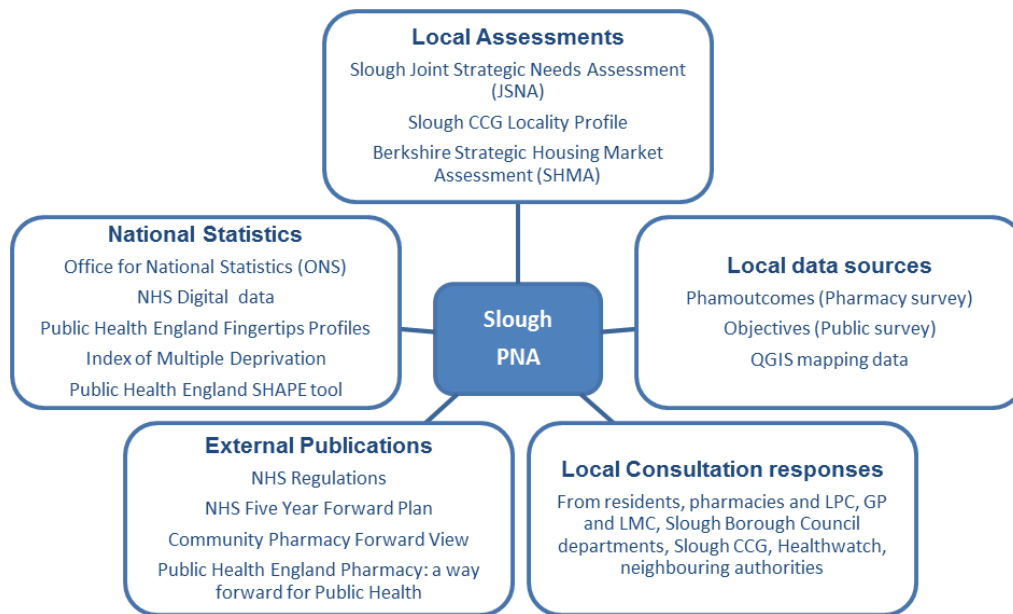 Local Assessments
Slough Joint Strategic Needs Assessment
(JSNA)
Slough CCG Locality Profile
Berkshire Strategic Housing Market
Assessment (SHMA)
National Statistics
Office for National Statistics (ONS)
NHS Digital data
Public Health England Fingertips Profiles
Index of Multiple Deprivation
Public Health England SHAPE tool
Slough
PNA
Local data sources
Phamoutcomes (Pharmacy survey)
Objectives (Public survey)
QGIS mapping data
External Publications
NHS Regulations
NHS Five Year Forward Plan
Community Pharmacy Forward View
Public Health England Pharmacy: a way
forward for Public Health
Local Consultation responses
From residents, pharmacies and LPC, GP
and LMC, Slough Borough Council
departments, Slough CCG, Healthwatch,
neighbouring authorities